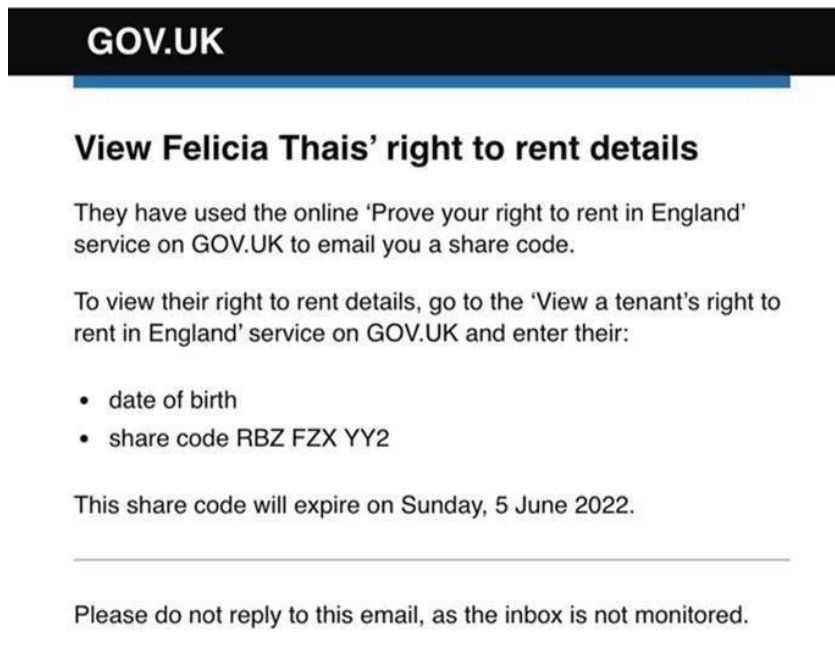 GOV.UK
View Felicia Thais’ right to rent details
They have used the online ‘Prove your right to rent in England’
service on GOV.UK to email you a share code.
To view their right to rent details, go to the ‘View a tenant’s right to
rent in England’ service on GOV.UK and enter their:
• date of birth
• share code RBZ FZX YY2
This share code will expire on Sunday, 5 June 2022.
Please do not reply to this email, as the inbox is not monitored.